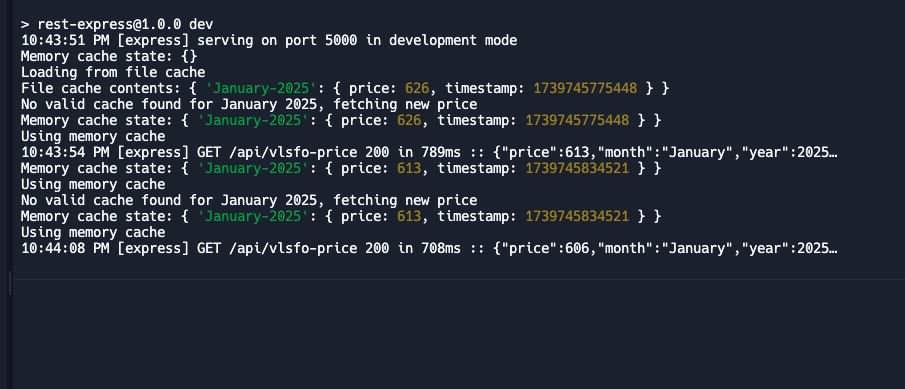 > rest-express@1.0.0 dev
10:43:51 PM [express] serving on port 5000 in development mode
Memory cache state: {}
Loading from file cache
File cache contents: { 'January-2025': { price: 626, timestamp: 1739745775448 } }
No valid cache found for January 2025, fetching new price
Memory cache state: { 'January-2025': { price: 626, timestamp: 1739745775448 } }
Using memory cache
10:43:54 PM [express] GET /api/vlsfo-price 200 in 789ms :: {"price":613,"month":"January","year":2025…
Memory cache state: { 'January-2025': { price: 613, timestamp: 1739745834521 } }
Using memory cache
No valid cache found for January 2025, fetching new price
Memory cache state: { 'January-2025': { price: 613, timestamp: 1739745834521 } }
Using memory cache
10:44:08 PM [express] GET /api/vlsfo-price 200 in 708ms :: {"price":606,"month":"January","year":2025…